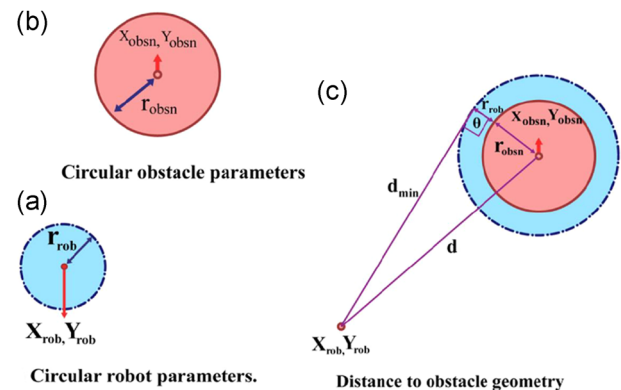 (b)
Xobsn, Yobsn
robsn
Circular obstacle parameters
(a)
rrob
Xrob, Yrob
Circular robot parameters.
(c)
rrob
θ
Xobsn, Yobsn
robsn
dmin
d
Xrob, Yrob
Distance to obstacle geometry